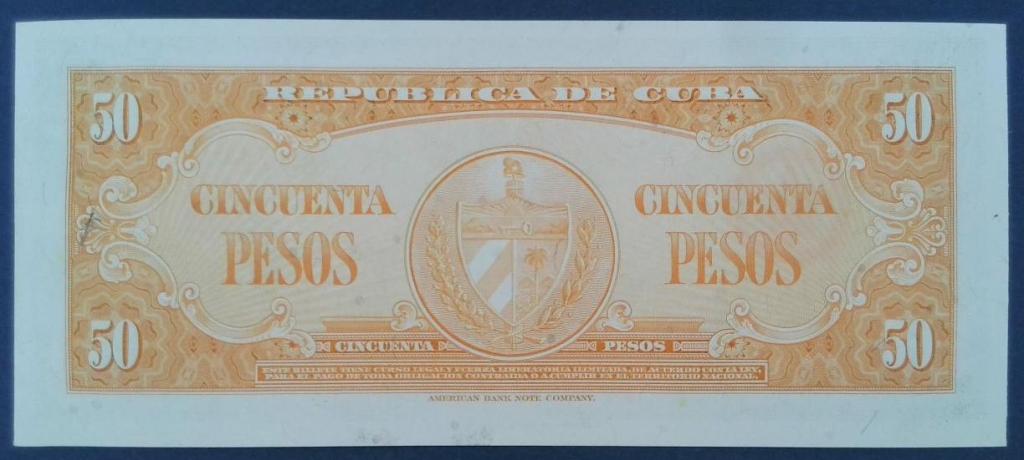 50 REPUBLICA DE CUBA 50
CINCUENTA CINCUENTA
PESOS PESOS
50 CINCUENTA PESOS 50
ESTE BILLETE TIENE CURSO LEGAL Y FUERZA LIBERATORIA ILIMITADA, DE ACUERDO CON LA LEY,
PARA EL PAGO DE TODA OBLIGACION CONTRAIDA O A CUMPLIR EN EL TERRITORIO NACIONAL.
AMERICAN BANK NOTE COMPANY.